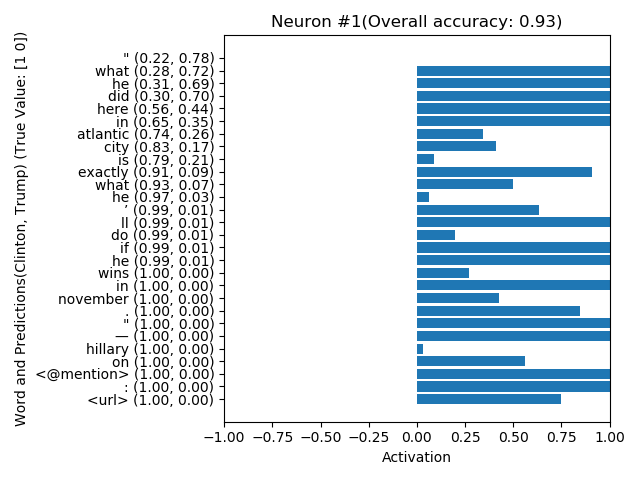 Neuron #1(Overall accuracy: 0.93)
Word and Predictions(Clinton, Trump) (True Value: [1 0])
" (0.22, 0.78)
what (0.28, 0.72)
he (0.31, 0.69)
did (0.30, 0.70)
here (0.56, 0.44)
in (0.65, 0.35)
atlantic (0.74, 0.26)
city (0.83, 0.17)
is (0.79, 0.21)
exactly (0.91, 0.09)
what (0.93, 0.07)
he (0.97, 0.03)
’ (0.99, 0.01)
ll (0.99, 0.01)
do (0.99, 0.01)
if (0.99, 0.01)
he (0.99, 0.01)
wins (1.00, 0.00)
in (1.00, 0.00)
november (1.00, 0.00)
. (1.00, 0.00)
" (1.00, 0.00)
— (1.00, 0.00)
hillary (1.00, 0.00)
on (1.00, 0.00)
<@mention> (1.00, 0.00)
: (1.00, 0.00)
<url> (1.00, 0.00)
−1.00 −0.75 −0.50 −0.25 0.00 0.25 0.50 0.75 1.00
Activation